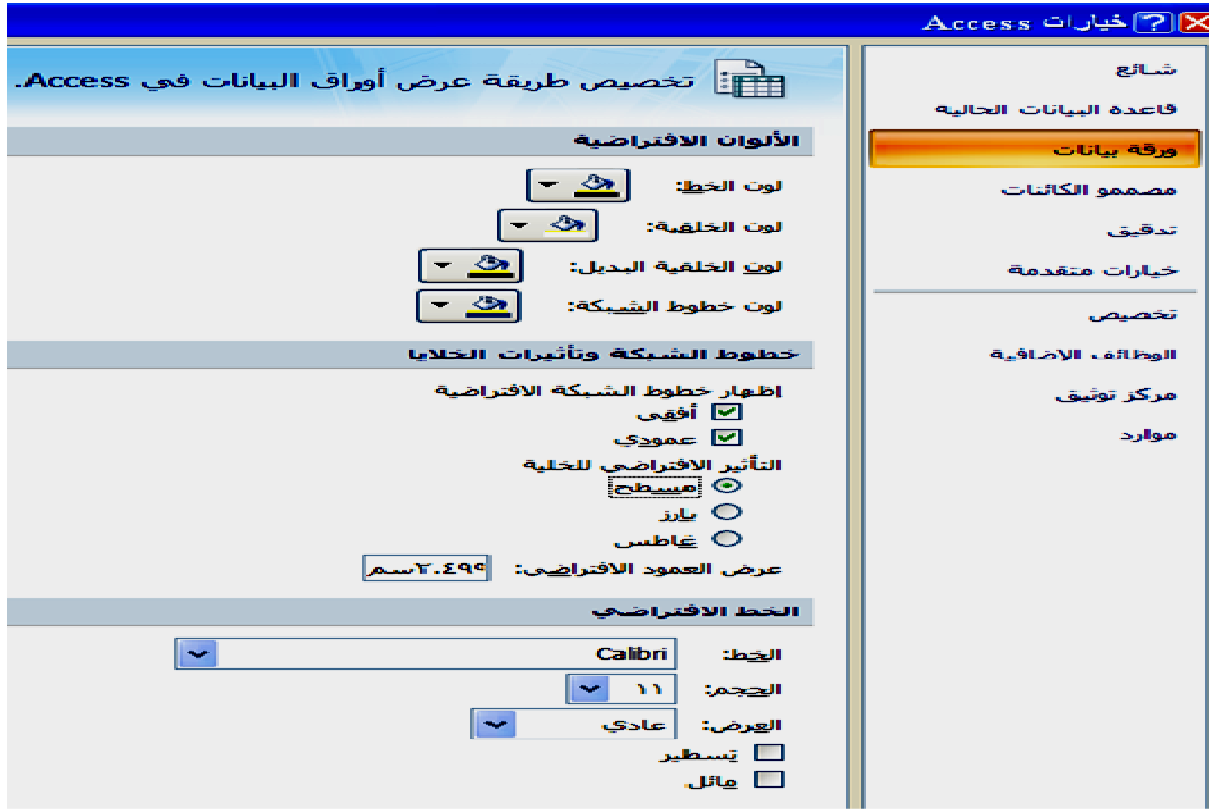 خيارات Access
شائع
قاعدة البيانات الحالية
ورقة بيانات
مصممو الكائنات
تدقيق
خيارات متقدمة
تخصيص
الوظائف الإضافية
مركز توثيق
موارد
تخصيص طريقة عرض أوراق البيانات في Access.
الألوان الافتراضية
لون الخط:
لون الخلفية:
لون الخلفية البديل:
لون خطوط الشبكة:
خطوط الشبكة وتأثيرات الخلايا
إظهار خطوط الشبكة الافتراضية
أفقي
عمودي
التأثير الافتراضي للخلية
مسطح
بارز
غاطس
عرض العمود الافتراضي: ٢.٤٩٩سم
الخط الافتراضي
الخط: Calibri
الحجم: ١١
العرض: عادي
تسطير
مائل